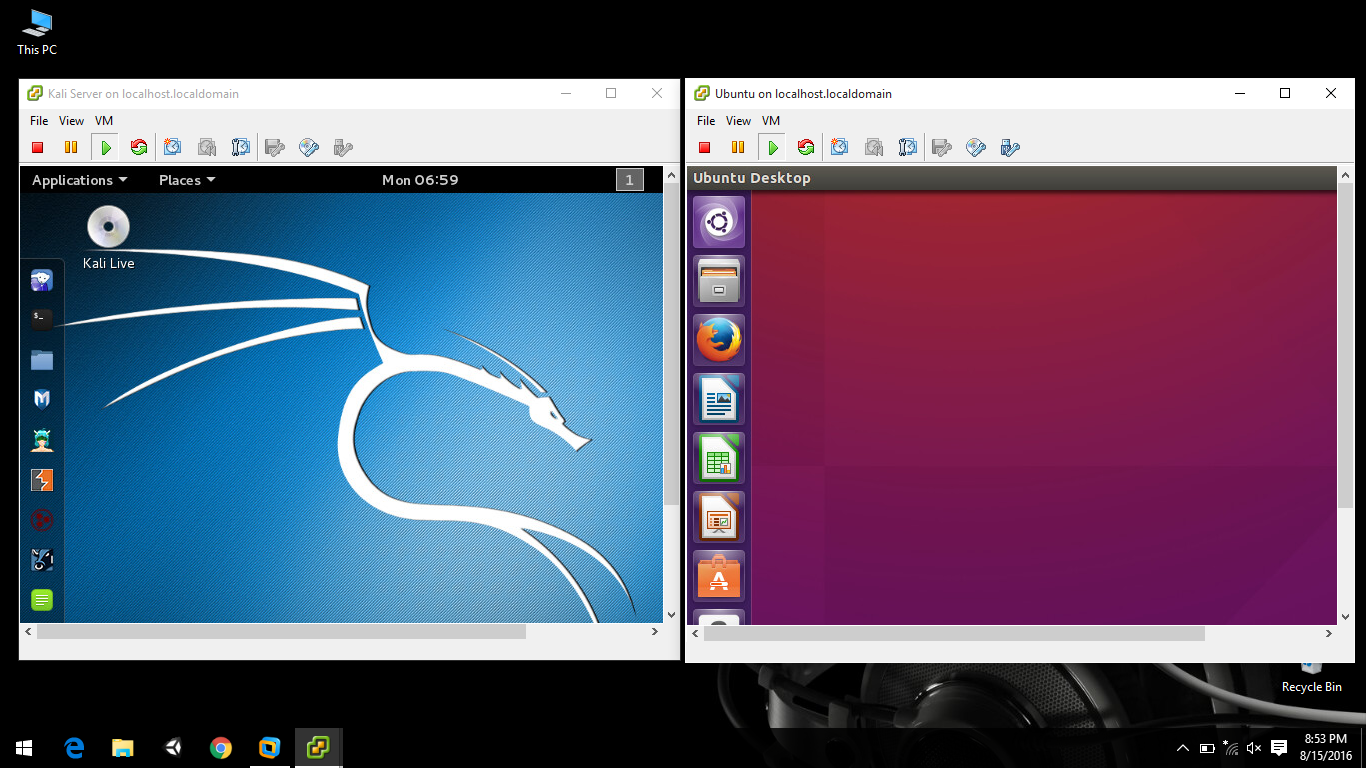 This PC
Kali Server on localhost.localdomain
File View VM
Applications Places Mon 06:59 1
Kali Live
$_
Ubuntu on localhost.localdomain
File View VM
Ubuntu Desktop
Recycle Bin
8:53 PM
8/15/2016